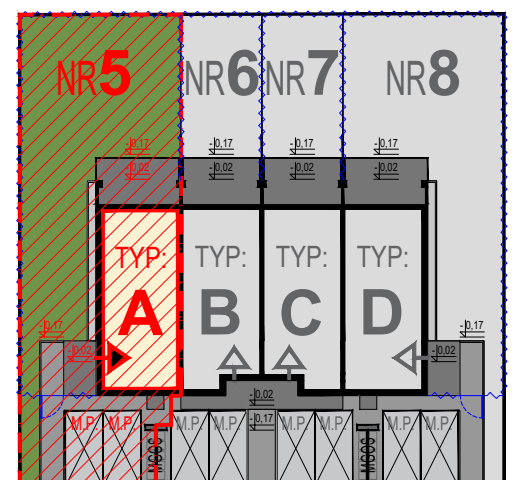 NR5 NR6 NR7 NR8
-0,17 -0,17 -0,17 -0,17
-0,02 -0,02 -0,02 -0,02
TYP: TYP: TYP: TYP:
A B C D
-0,17 -0,17
-0,02 -0,02
-0,02
-0,17
M.P. M.P. M.P. M.P. M.P. M.P. M.P. M.P.